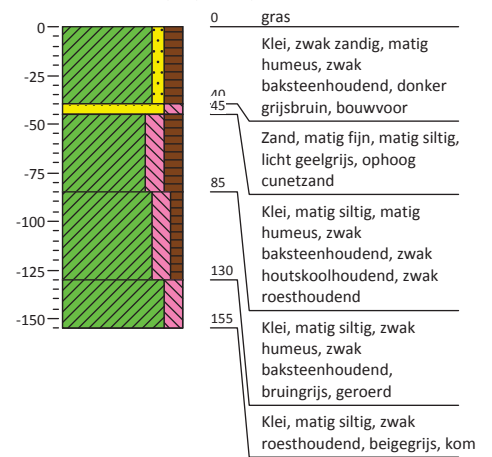 0
-25
-50
-75
-100
-125
-150
0 gras
Klei, zwak zandig, matig
humeus, zwak
baksteenhoudend, donker
grijsbruin, bouwvoor
40
45
Zand, matig fijn, matig siltig,
licht geelgrijs, ophoog
cunetzand
85
Klei, matig siltig, matig
humeus, zwak
baksteenhoudend, zwak
houtskoolhoudend, zwak
roesthoudend
130
Klei, matig siltig, zwak
humeus, zwak
baksteenhoudend,
bruingrijs, geroerd
155
Klei, matig siltig, zwak
roesthoudend, beigegrijs, kom